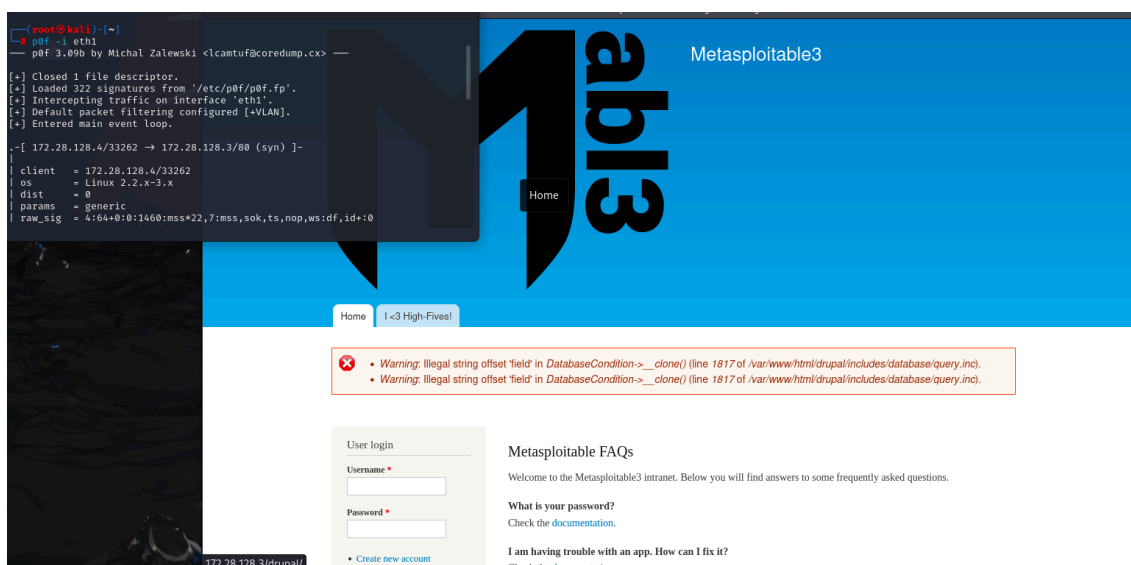 (root㉿kali)-[~]
# p0f -i eth1
— p0f 3.09b by Michal Zalewski <lcamtuf@coredump.cx> —
[+] Closed 1 file descriptor.
[+] Loaded 322 signatures from '/etc/p0f/p0f.fp'.
[+] Intercepting traffic on interface 'eth1'.
[+] Default packet filtering configured [+VLAN].
[+] Entered main event loop.
.-[ 172.28.128.4/33262 → 172.28.128.3/80 (syn) ]-
|
| client = 172.28.128.4/33262
| os = Linux 2.2.x-3.x
| dist = 0
| params = generic
| raw_sig = 4:64+0:0:1460:mss*22,7:mss,sok,ts,nop,ws:df,id+:0
abl3
Metasploitable3
Home
Home
I <3 High-Fives!
• Warning: Illegal string offset 'field' in DatabaseCondition->__clone() (line 1817 of /var/www/html/drupal/includes/database/query.inc).
• Warning: Illegal string offset 'field' in DatabaseCondition->__clone() (line 1817 of /var/www/html/drupal/includes/database/query.inc).
User login
Username *
Password *
• Create new account
Metasploitable FAQs
Welcome to the Metasploitable3 intranet. Below you will find answers to some frequently asked questions.
What is your password?
Check the documentation.
I am having trouble with an app. How can I fix it?
172.28.128.3/drupal/